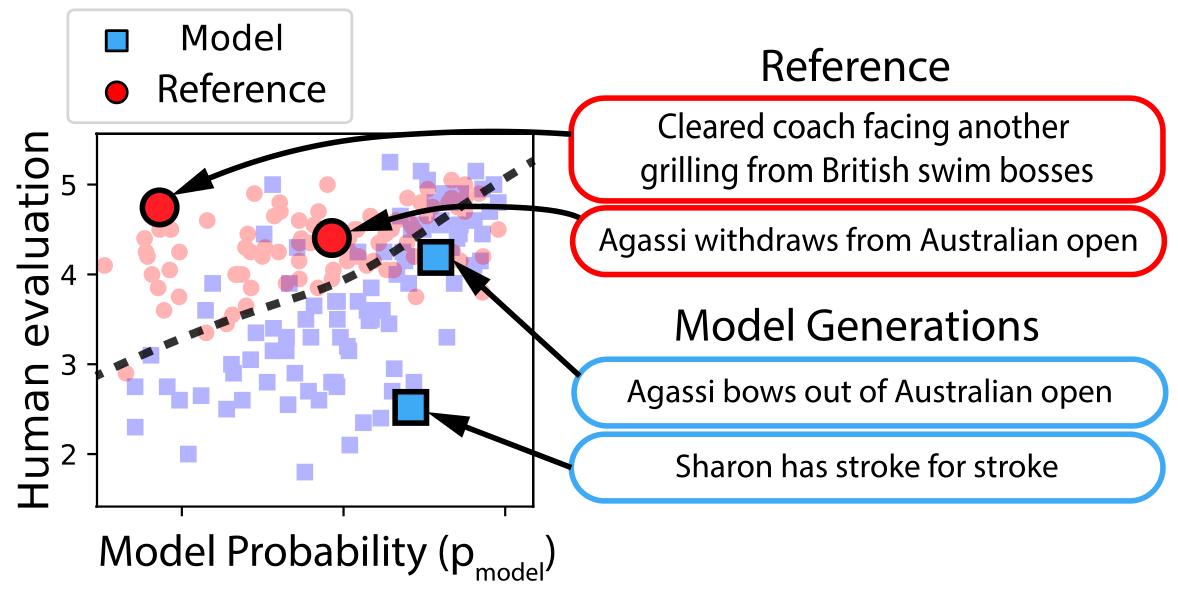 Model
Reference
Human evaluation
5
4
3
2
Model Probability (pmodel)
Reference
Cleared coach facing another
grilling from British swim bosses
Agassi withdraws from Australian open
Model Generations
Agassi bows out of Australian open
Sharon has stroke for stroke